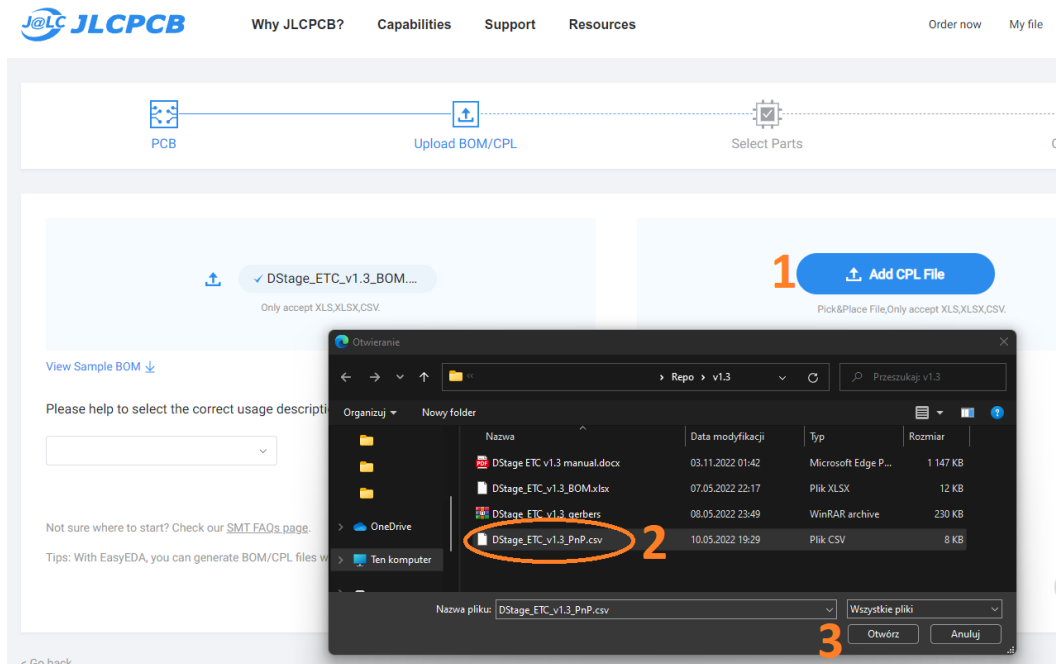 J@LC JLCPCB Why JLCPCB? Capabilities Support Resources Order now My file
PCB Upload BOM/CPL Select Parts
DStage_ETC_v1.3_BOM....
Only accept XLS,XLSX,CSV.
1 Add CPL File
Pick&Place File,Only accept XLS,XLSX,CSV.
View Sample BOM
Please help to select the correct usage descripti
Not sure where to start? Check our SMT FAQs page.
Tips: With EasyEDA, you can generate BOM/CPL files w
< Go back
Otwieranie
« > Repo > v1.3 Przeszukaj: v1.3
Organizuj Nowy folder
Nazwa Data modyfikacji Typ Rozmiar
DStage ETC v1.3 manual.docx 03.11.2022 01:42 Microsoft Edge P... 1 147 KB
DStage_ETC_v1.3_BOM.xlsx 07.05.2022 22:17 Plik XLSX 12 KB
DStage_ETC_v1.3_gerbers 08.05.2022 23:49 WinRAR archive 230 KB
DStage_ETC_v1.3_PnP.csv 2 10.05.2022 19:29 Plik CSV 8 KB
OneDrive
Ten komputer
Nazwa pliku: DStage_ETC_v1.3_PnP.csv Wszystkie pliki
3 Otwórz Anuluj